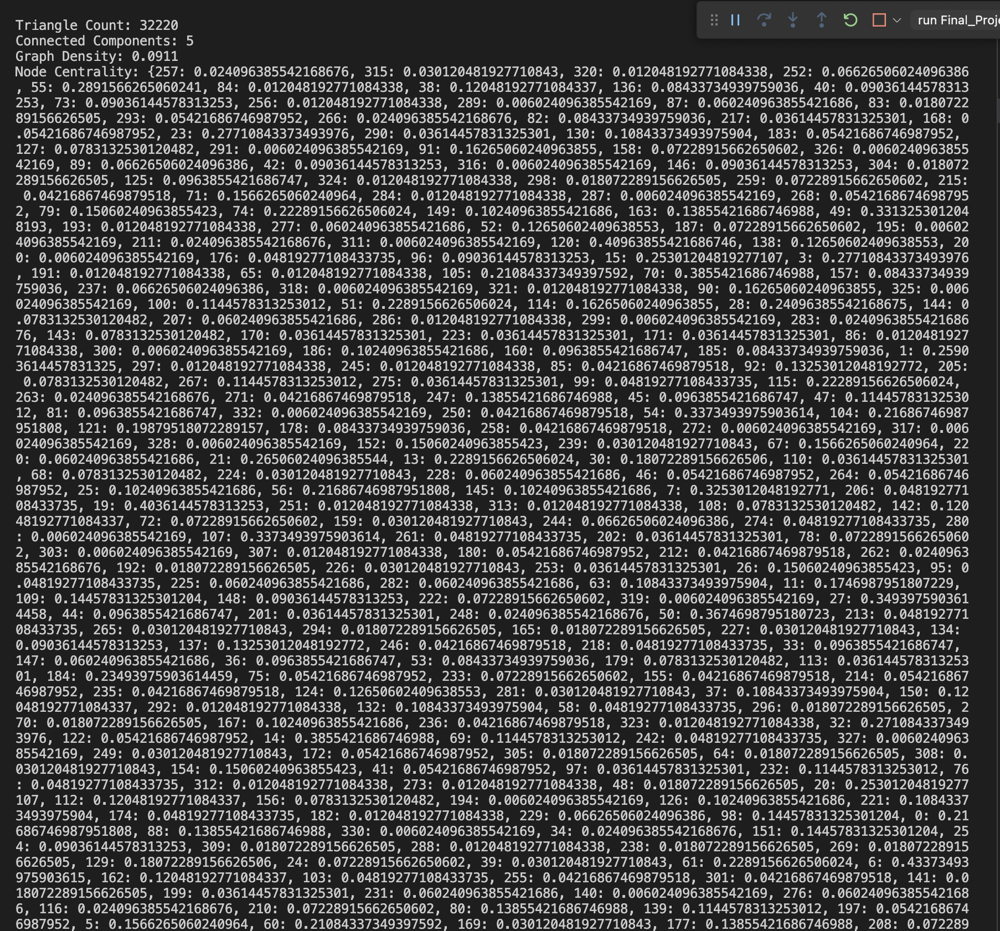 run Final_Proje
Triangle Count: 32220
Connected Components: 5
Graph Density: 0.0911
Node Centrality: {257: 0.024096385542168676, 315: 0.030120481927710843, 320: 0.012048192771084338, 252: 0.06626506024096386
, 55: 0.2891566265060241, 84: 0.012048192771084338, 38: 0.12048192771084337, 136: 0.08433734939759036, 40: 0.09036144578313
253, 73: 0.09036144578313253, 256: 0.012048192771084338, 289: 0.006024096385542169, 87: 0.060240963855421686, 83: 0.0180722
89156626505, 293: 0.05421686746987952, 266: 0.024096385542168676, 82: 0.08433734939759036, 217: 0.03614457831325301, 168: 0
.05421686746987952, 23: 0.27710843373493976, 290: 0.03614457831325301, 130: 0.10843373493975904, 183: 0.05421686746987952,
127: 0.0783132530120482, 291: 0.006024096385542169, 91: 0.16265060240963855, 158: 0.07228915662650602, 326: 0.0060240963855
42169, 89: 0.06626506024096386, 42: 0.09036144578313253, 316: 0.006024096385542169, 146: 0.09036144578313253, 304: 0.018072
289156626505, 125: 0.0963855421686747, 324: 0.012048192771084338, 298: 0.018072289156626505, 259: 0.07228915662650602, 215:
0.04216867469879518, 71: 0.1566265060240964, 284: 0.012048192771084338, 287: 0.006024096385542169, 268: 0.0542168674698795
2, 79: 0.15060240963855423, 74: 0.22289156626506024, 149: 0.10240963855421686, 163: 0.13855421686746988, 49: 0.331325301204
8193, 193: 0.012048192771084338, 277: 0.060240963855421686, 52: 0.12650602409638553, 187: 0.07228915662650602, 195: 0.00602
4096385542169, 211: 0.024096385542168676, 311: 0.006024096385542169, 120: 0.40963855421686746, 138: 0.12650602409638553, 20
0: 0.006024096385542169, 176: 0.04819277108433735, 96: 0.09036144578313253, 15: 0.25301204819277107, 3: 0.27710843373493976
, 191: 0.012048192771084338, 65: 0.012048192771084338, 105: 0.21084337349397592, 70: 0.3855421686746988, 157: 0.08433734939
759036, 237: 0.06626506024096386, 318: 0.006024096385542169, 321: 0.012048192771084338, 90: 0.16265060240963855, 325: 0.006
024096385542169, 100: 0.1144578313253012, 51: 0.2289156626506024, 114: 0.16265060240963855, 28: 0.24096385542168675, 144: 0
.0783132530120482, 207: 0.060240963855421686, 286: 0.012048192771084338, 299: 0.006024096385542169, 283: 0.0240963855421686
76, 143: 0.0783132530120482, 170: 0.03614457831325301, 223: 0.03614457831325301, 171: 0.03614457831325301, 86: 0.0120481927
71084338, 300: 0.006024096385542169, 186: 0.10240963855421686, 160: 0.0963855421686747, 185: 0.08433734939759036, 1: 0.2590
3614457831325, 297: 0.012048192771084338, 245: 0.012048192771084338, 85: 0.04216867469879518, 92: 0.13253012048192772, 205:
0.0783132530120482, 267: 0.1144578313253012, 275: 0.03614457831325301, 99: 0.04819277108433735, 115: 0.22289156626506024,
263: 0.024096385542168676, 271: 0.04216867469879518, 247: 0.13855421686746988, 45: 0.0963855421686747, 47: 0.11445783132530
12, 81: 0.0963855421686747, 332: 0.006024096385542169, 250: 0.04216867469879518, 54: 0.3373493975903614, 104: 0.21686746987
951808, 121: 0.19879518072289157, 178: 0.08433734939759036, 258: 0.04216867469879518, 272: 0.006024096385542169, 317: 0.006
024096385542169, 328: 0.006024096385542169, 152: 0.15060240963855423, 239: 0.030120481927710843, 67: 0.1566265060240964, 22
0: 0.060240963855421686, 21: 0.26506024096385544, 13: 0.2289156626506024, 30: 0.18072289156626506, 110: 0.03614457831325301
, 68: 0.0783132530120482, 224: 0.030120481927710843, 228: 0.060240963855421686, 46: 0.05421686746987952, 264: 0.05421686746
987952, 25: 0.10240963855421686, 56: 0.21686746987951808, 145: 0.10240963855421686, 7: 0.3253012048192771, 206: 0.048192771
08433735, 19: 0.4036144578313253, 251: 0.012048192771084338, 313: 0.012048192771084338, 108: 0.0783132530120482, 142: 0.120
48192771084337, 72: 0.07228915662650602, 159: 0.030120481927710843, 244: 0.06626506024096386, 274: 0.04819277108433735, 280
: 0.006024096385542169, 107: 0.3373493975903614, 261: 0.04819277108433735, 202: 0.03614457831325301, 78: 0.0722891566265060
2, 303: 0.006024096385542169, 307: 0.012048192771084338, 180: 0.05421686746987952, 212: 0.04216867469879518, 262: 0.0240963
85542168676, 192: 0.018072289156626505, 226: 0.030120481927710843, 253: 0.03614457831325301, 26: 0.15060240963855423, 95: 0
.04819277108433735, 225: 0.060240963855421686, 282: 0.060240963855421686, 63: 0.10843373493975904, 11: 0.1746987951807229,
109: 0.14457831325301204, 148: 0.09036144578313253, 222: 0.07228915662650602, 319: 0.006024096385542169, 27: 0.349397590361
4458, 44: 0.0963855421686747, 201: 0.03614457831325301, 248: 0.024096385542168676, 50: 0.3674698795180723, 213: 0.048192771
08433735, 265: 0.030120481927710843, 294: 0.018072289156626505, 165: 0.018072289156626505, 227: 0.030120481927710843, 134:
0.09036144578313253, 137: 0.13253012048192772, 246: 0.04216867469879518, 218: 0.04819277108433735, 33: 0.0963855421686747,
147: 0.060240963855421686, 36: 0.0963855421686747, 53: 0.08433734939759036, 179: 0.0783132530120482, 113: 0.036144578313253
01, 184: 0.23493975903614459, 75: 0.05421686746987952, 233: 0.07228915662650602, 155: 0.04216867469879518, 214: 0.054216867
46987952, 235: 0.04216867469879518, 124: 0.12650602409638553, 281: 0.030120481927710843, 37: 0.10843373493975904, 150: 0.12
048192771084337, 292: 0.012048192771084338, 132: 0.10843373493975904, 58: 0.04819277108433735, 296: 0.018072289156626505, 2
70: 0.018072289156626505, 167: 0.10240963855421686, 236: 0.04216867469879518, 323: 0.012048192771084338, 32: 0.271084337349
3976, 122: 0.05421686746987952, 14: 0.3855421686746988, 69: 0.1144578313253012, 242: 0.04819277108433735, 327: 0.0060240963
85542169, 249: 0.030120481927710843, 172: 0.05421686746987952, 305: 0.018072289156626505, 64: 0.018072289156626505, 308: 0.
030120481927710843, 154: 0.15060240963855423, 41: 0.05421686746987952, 97: 0.03614457831325301, 232: 0.1144578313253012, 76
: 0.04819277108433735, 312: 0.012048192771084338, 273: 0.012048192771084338, 48: 0.018072289156626505, 20: 0.25301204819277
107, 112: 0.12048192771084337, 156: 0.0783132530120482, 194: 0.006024096385542169, 126: 0.10240963855421686, 221: 0.1084337
3493975904, 174: 0.04819277108433735, 182: 0.012048192771084338, 229: 0.06626506024096386, 98: 0.14457831325301204, 0: 0.21
686746987951808, 88: 0.13855421686746988, 330: 0.006024096385542169, 34: 0.024096385542168676, 151: 0.14457831325301204, 25
4: 0.09036144578313253, 309: 0.018072289156626505, 288: 0.012048192771084338, 238: 0.018072289156626505, 269: 0.01807228915
6626505, 129: 0.18072289156626506, 24: 0.07228915662650602, 39: 0.030120481927710843, 61: 0.2289156626506024, 6: 0.43373493
975903615, 162: 0.12048192771084337, 103: 0.04819277108433735, 255: 0.04216867469879518, 301: 0.04216867469879518, 141: 0.0
18072289156626505, 199: 0.03614457831325301, 231: 0.060240963855421686, 140: 0.006024096385542169, 276: 0.06024096385542168
6, 116: 0.024096385542168676, 210: 0.07228915662650602, 80: 0.13855421686746988, 139: 0.1144578313253012, 197: 0.0542168674
6987952, 5: 0.1566265060240964, 60: 0.21084337349397592, 169: 0.030120481927710843, 177: 0.13855421686746988, 208: 0.072289